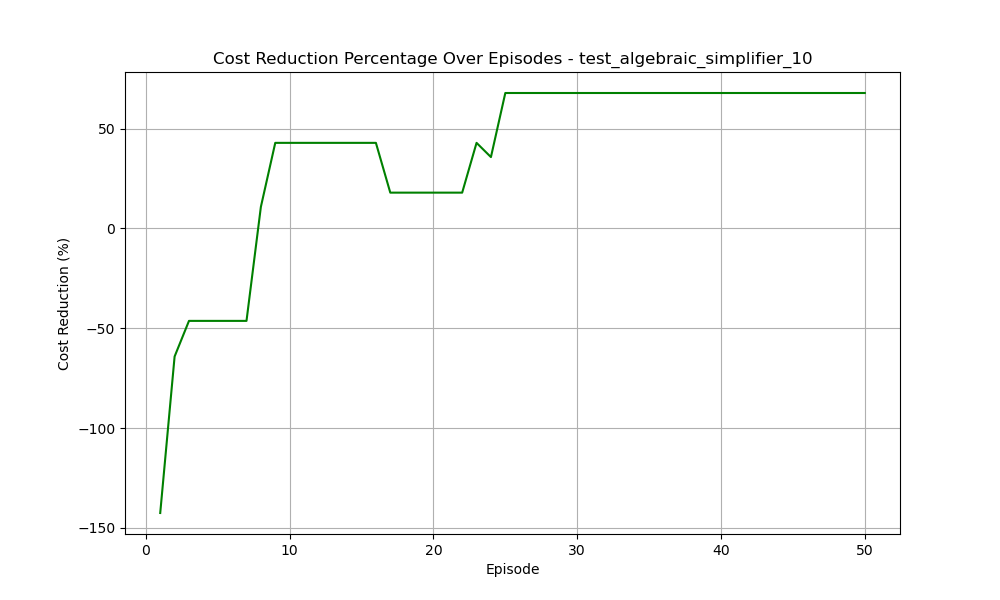 Cost Reduction Percentage Over Episodes - test_algebraic_simplifier_10
Cost Reduction (%)
50
0
−50
−100
−150
0 10 20 30 40 50
Episode